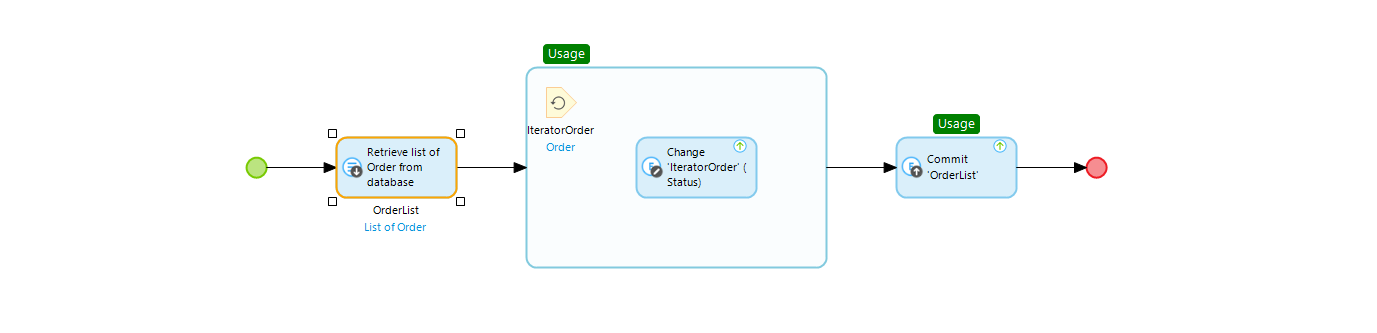 Usage
IteratorOrder
Order
Retrieve list of
Order from
database
OrderList
List of Order
Change
'IteratorOrder' (
Status)
Usage
Commit
'OrderList'